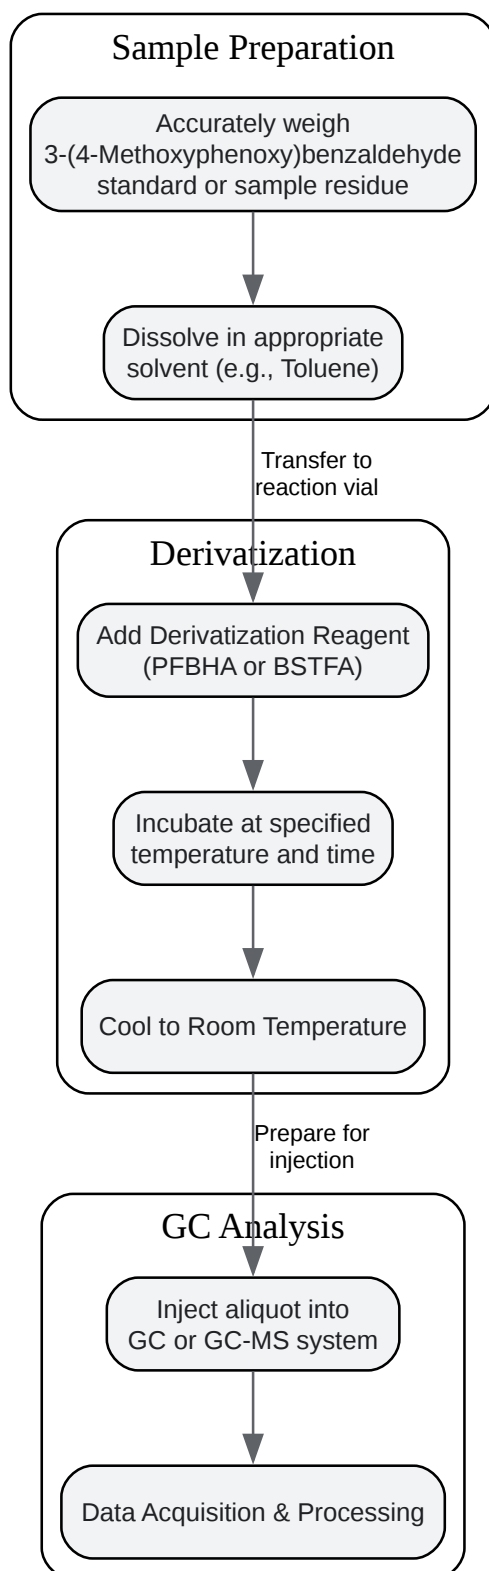 Sample Preparation
Accurately weigh
3-(4-Methoxyphenoxy)benzaldehyde
standard or sample residue
Dissolve in appropriate
solvent (e.g., Toluene)
Transfer to
reaction vial
Derivatization
Add Derivatization Reagent
(PFBHA or BSTFA)
Incubate at specified
temperature and time
Cool to Room Temperature
Prepare for
injection
GC Analysis
Inject aliquot into
GC or GC-MS system
Data Acquisition & Processing